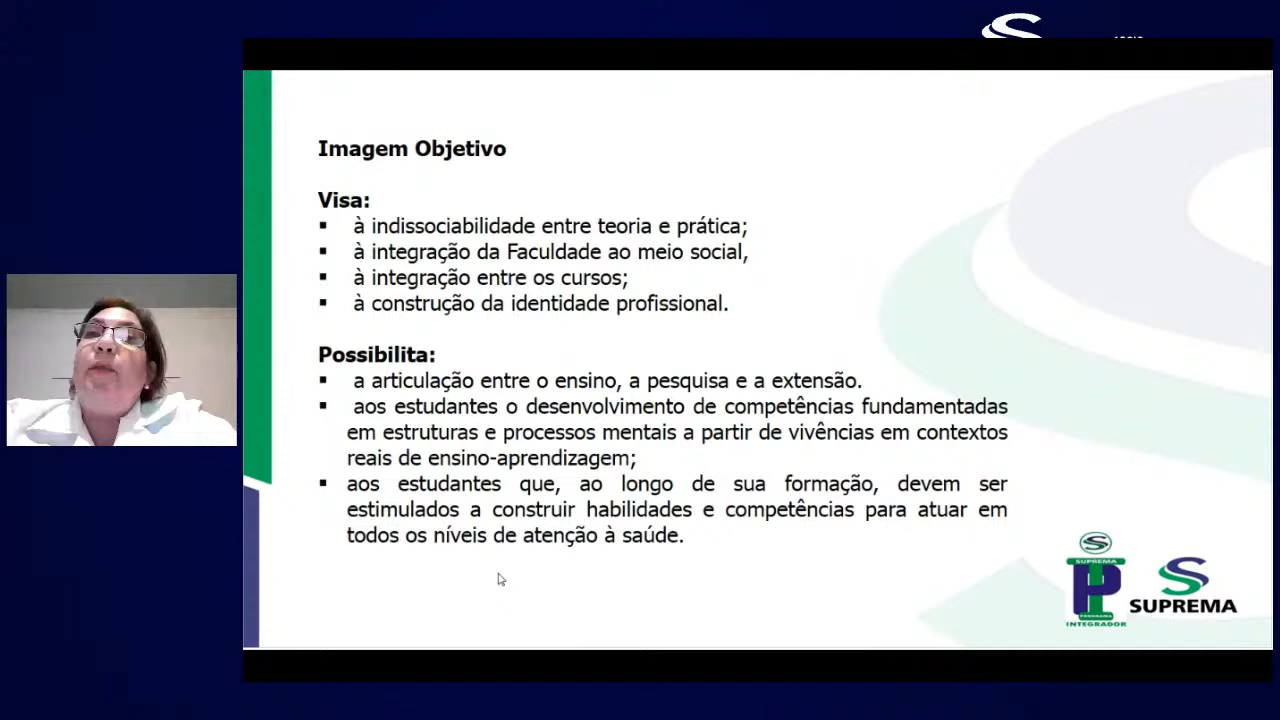 Imagem Objetivo
Visa:
▪ à indissociabilidade entre teoria e prática;
▪ à integração da Faculdade ao meio social,
▪ à integração entre os cursos;
▪ à construção da identidade profissional.
Possibilita:
▪ a articulação entre o ensino, a pesquisa e a extensão.
▪ aos estudantes o desenvolvimento de competências fundamentadas
em estruturas e processos mentais a partir de vivências em contextos
reais de ensino-aprendizagem;
▪ aos estudantes que, ao longo de sua formação, devem ser
estimulados a construir habilidades e competências para atuar em
todos os níveis de atenção à saúde.
SUPREMA
PI
PROGRAMA
INTEGRADOR
SUPREMA